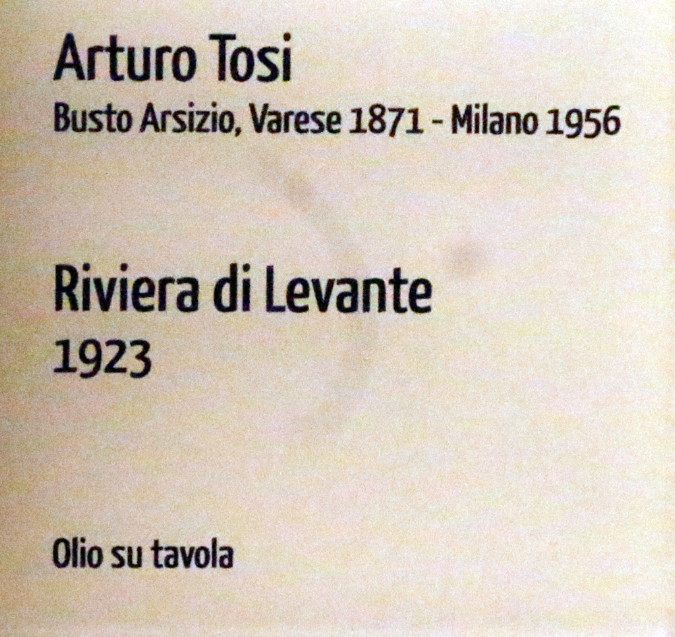 Arturo Tosi
Busto Arsizio, Varese 1871 - Milano 1956
Riviera di Levante
1923
Olio su tavola